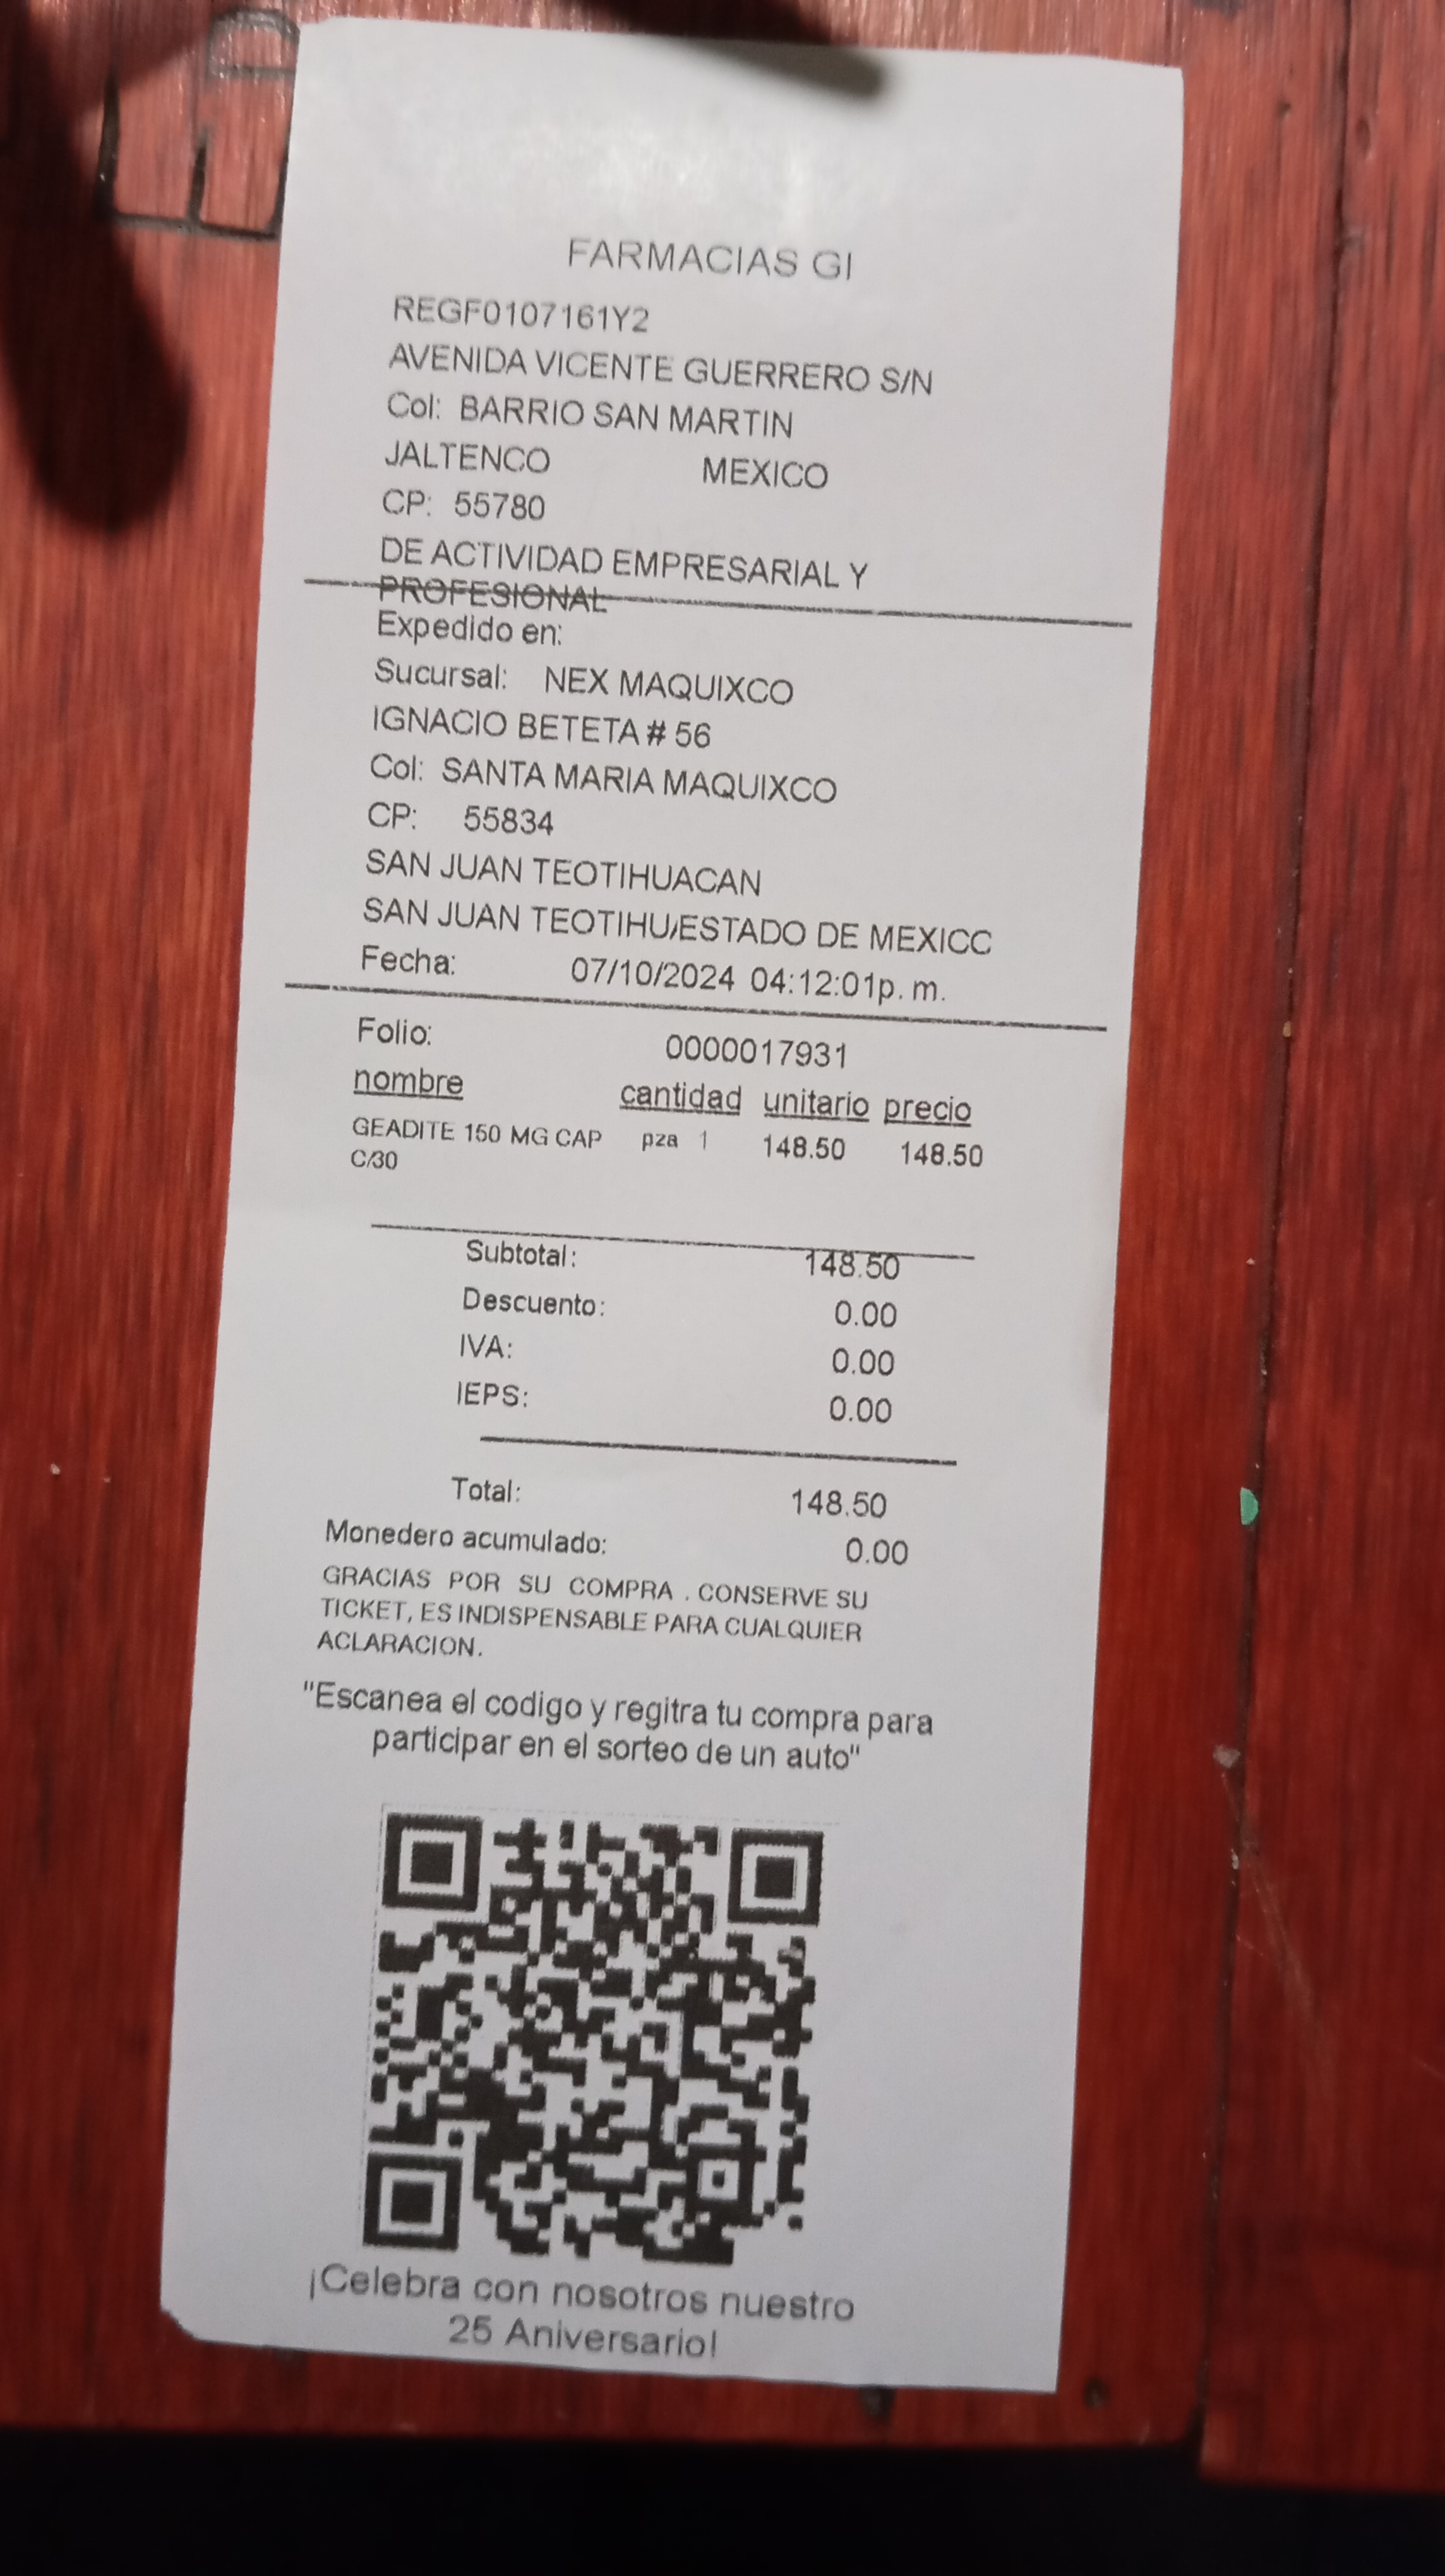 FARMACIAS GI
REGF0107161Y2
AVENIDA VICENTE GUERRERO S/N
Col: BARRIO SAN MARTIN
JALTENCO MEXICO
CP: 55780
DE ACTIVIDAD EMPRESARIAL Y
PROFESIONAL
Expedido en:
Sucursal: NEX MAQUIXCO
IGNACIO BETETA # 56
Col: SANTA MARIA MAQUIXCO
CP: 55834
SAN JUAN TEOTIHUACAN
SAN JUAN TEOTIHU/ESTADO DE MEXICC
Fecha: 07/10/2024 04:12:01p. m.
Folio: 0000017931
nombre cantidad unitario precio
GEADITE 150 MG CAP pza 1 148.50 148.50
C/30
Subtotal: 148.50
Descuento: 0.00
IVA: 0.00
IEPS: 0.00
Total: 148.50
Monedero acumulado: 0.00
GRACIAS POR SU COMPRA . CONSERVE SU
TICKET, ES INDISPENSABLE PARA CUALQUIER
ACLARACION.
"Escanea el codigo y regitra tu compra para
participar en el sorteo de un auto"
¡Celebra con nosotros nuestro
25 Aniversario!